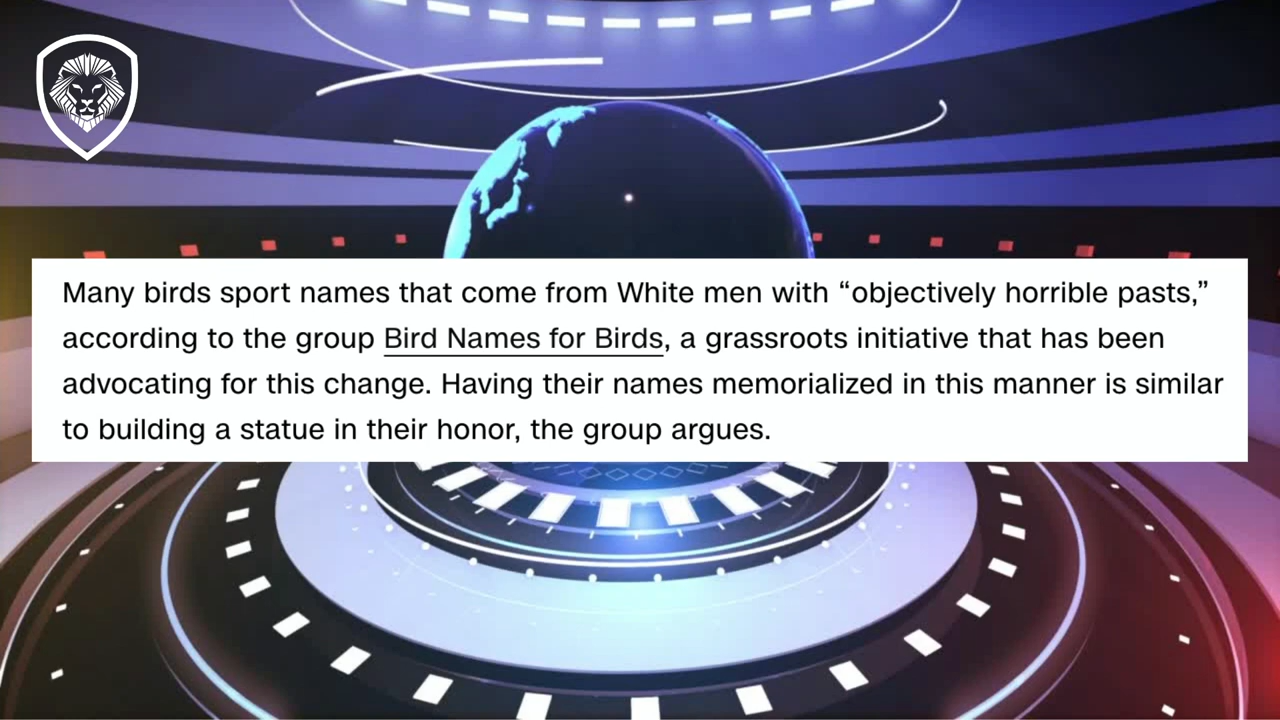 Many birds sport names that come from White men with “objectively horrible pasts,”
according to the group Bird Names for Birds, a grassroots initiative that has been
advocating for this change. Having their names memorialized in this manner is similar
to building a statue in their honor, the group argues.